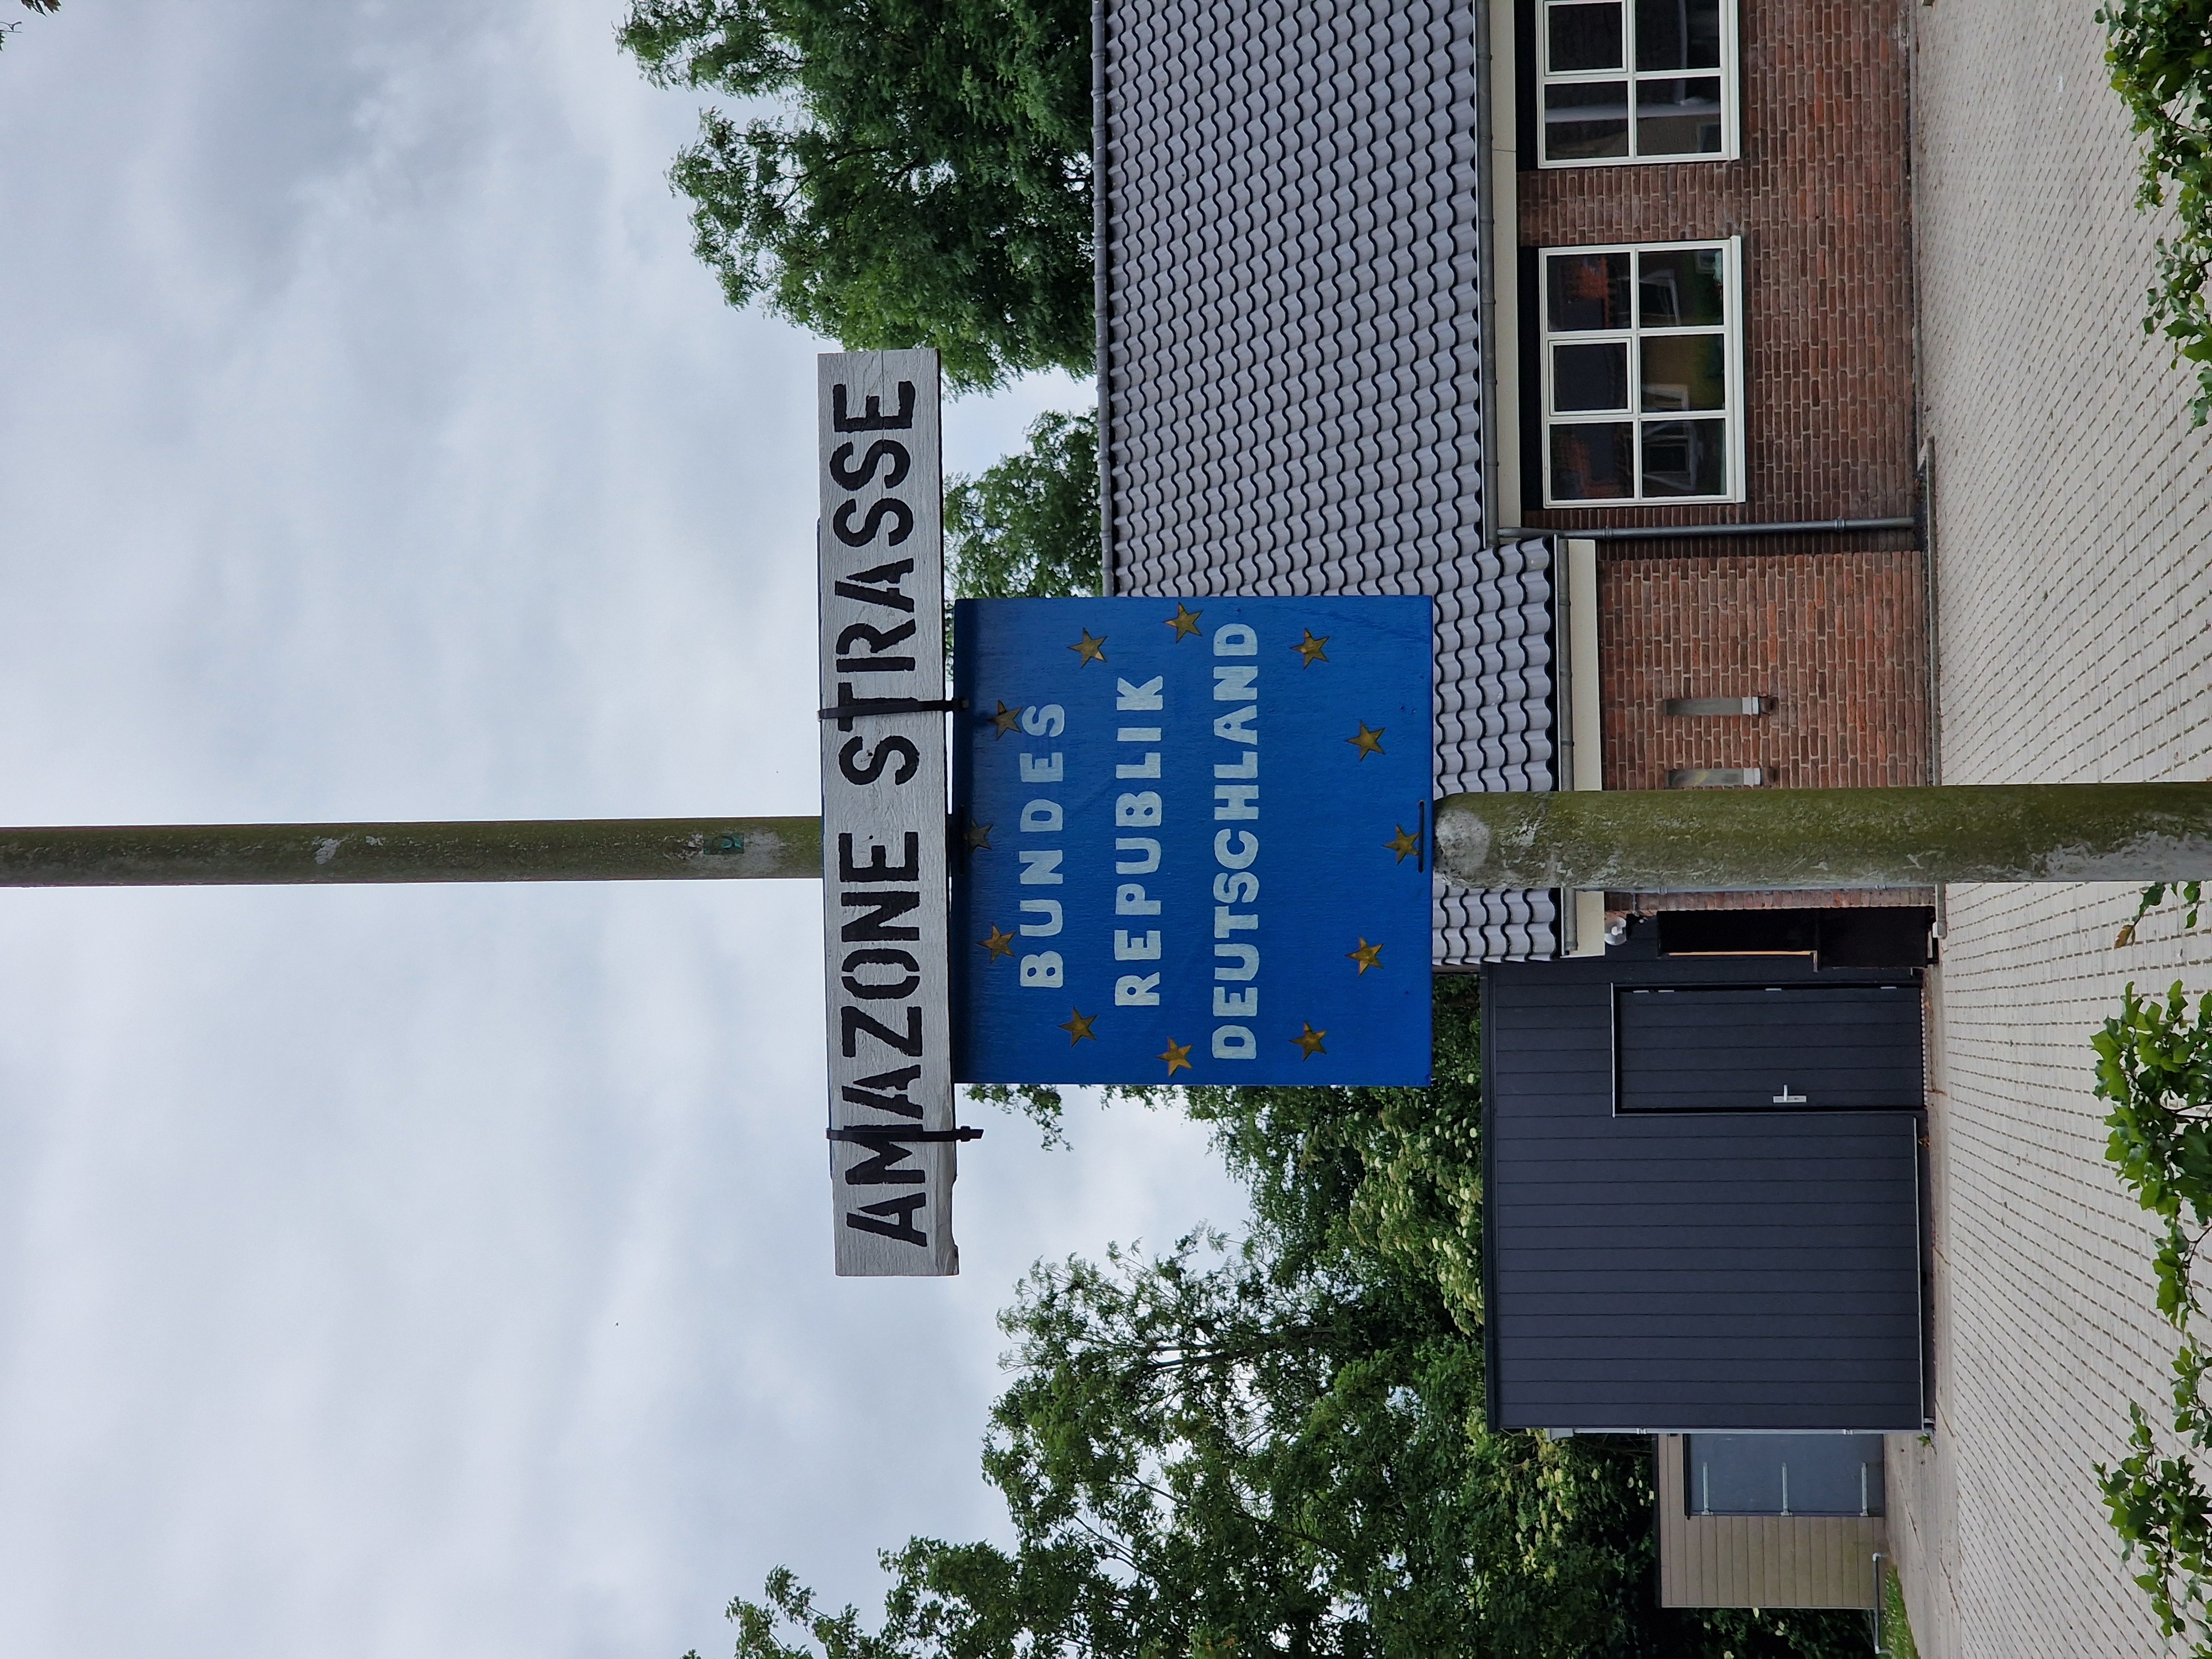 AMAZONE STRASSE
BUNDES
REPUBLIK
DEUTSCHLAND